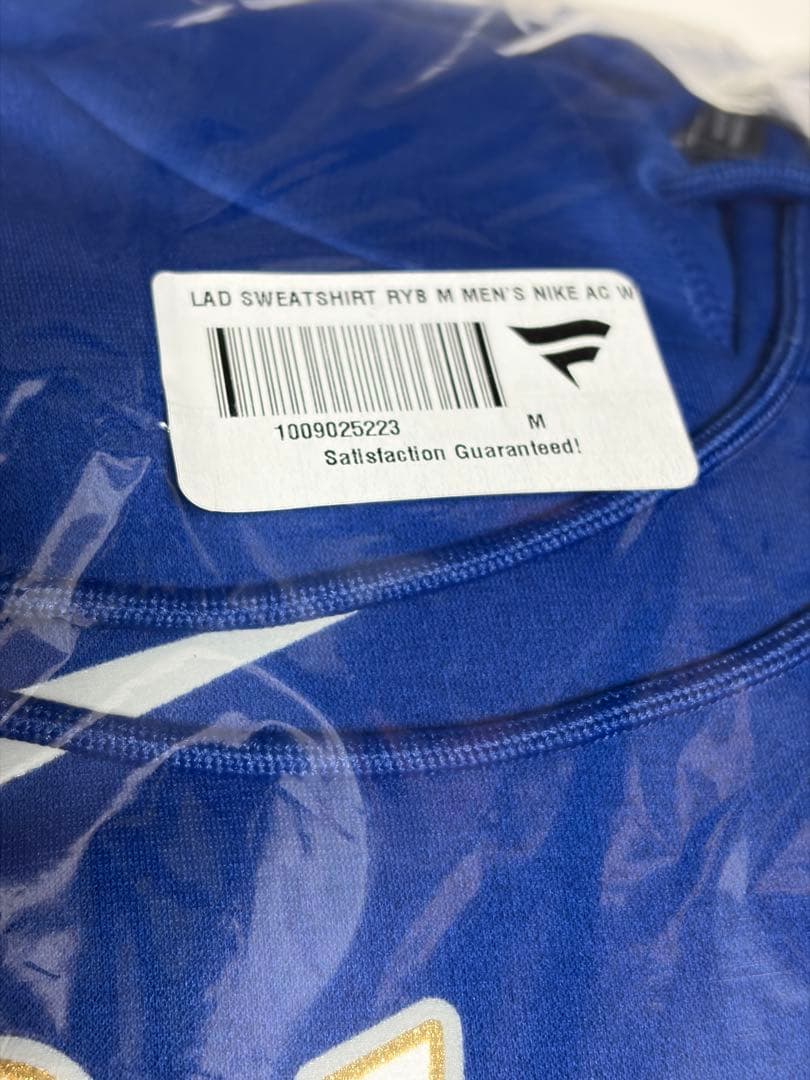 LAD SWEATSHIRT RYB M MEN'S NIKE AC W
1009025223 M
Satisfaction Guaranteed!